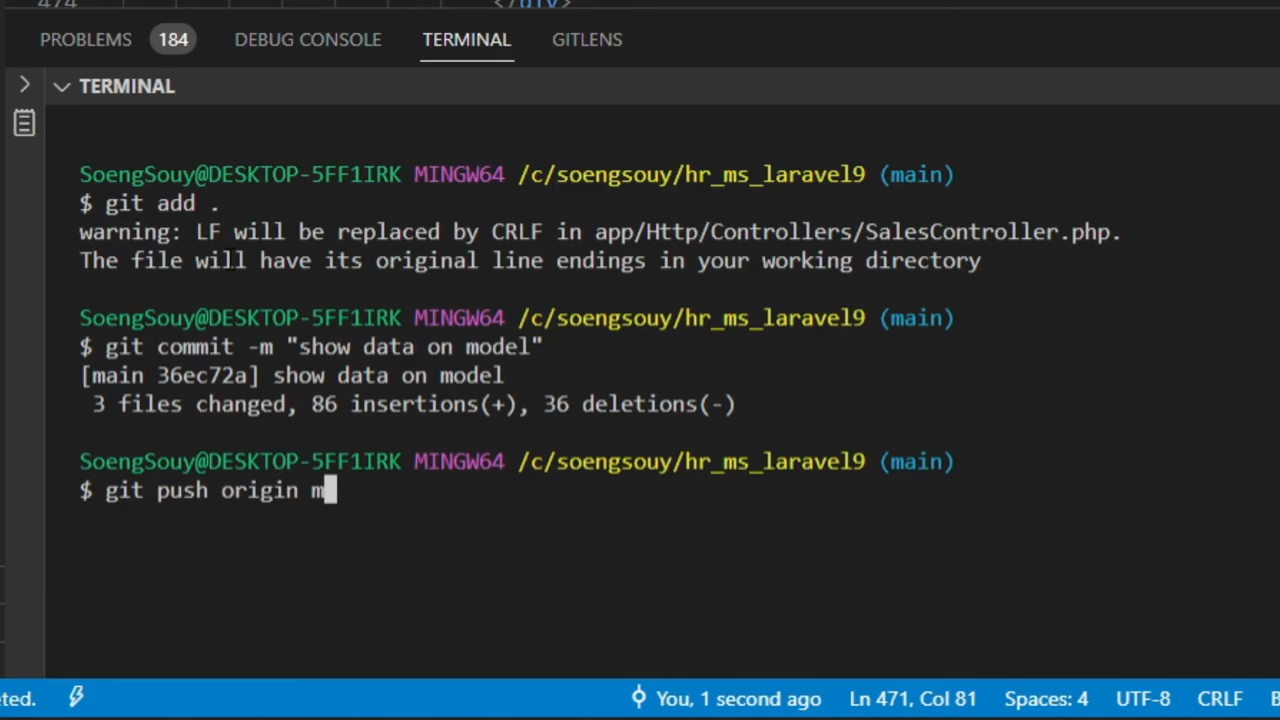 474 </div>
PROBLEMS 184 DEBUG CONSOLE TERMINAL GITLENS
TERMINAL
SoengSouy@DESKTOP-5FF1IRK MINGW64 /c/soengsouy/hr_ms_laravel9 (main)
$ git add .
warning: LF will be replaced by CRLF in app/Http/Controllers/SalesController.php.
The file will have its original line endings in your working directory
SoengSouy@DESKTOP-5FF1IRK MINGW64 /c/soengsouy/hr_ms_laravel9 (main)
$ git commit -m "show data on model"
[main 36ec72a] show data on model
3 files changed, 86 insertions(+), 36 deletions(-)
SoengSouy@DESKTOP-5FF1IRK MINGW64 /c/soengsouy/hr_ms_laravel9 (main)
$ git push origin m
You, 1 second ago Ln 471, Col 81 Spaces: 4 UTF-8 CRLF